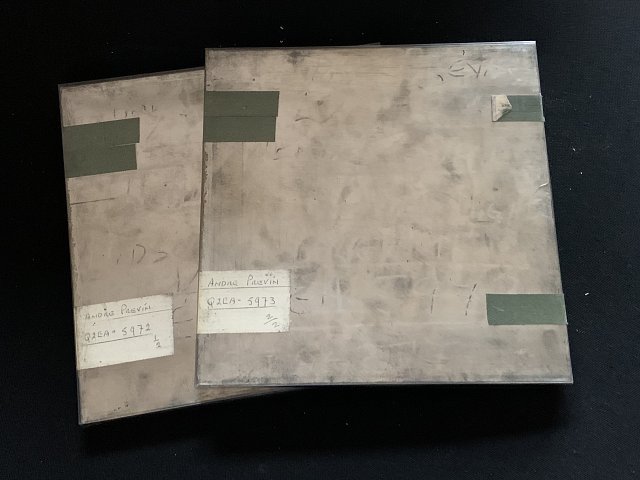 ANDRE PREVIN
Q2EA- 5972
1/2
ANDRE PREVIN
Q2EA- 5973
2/2